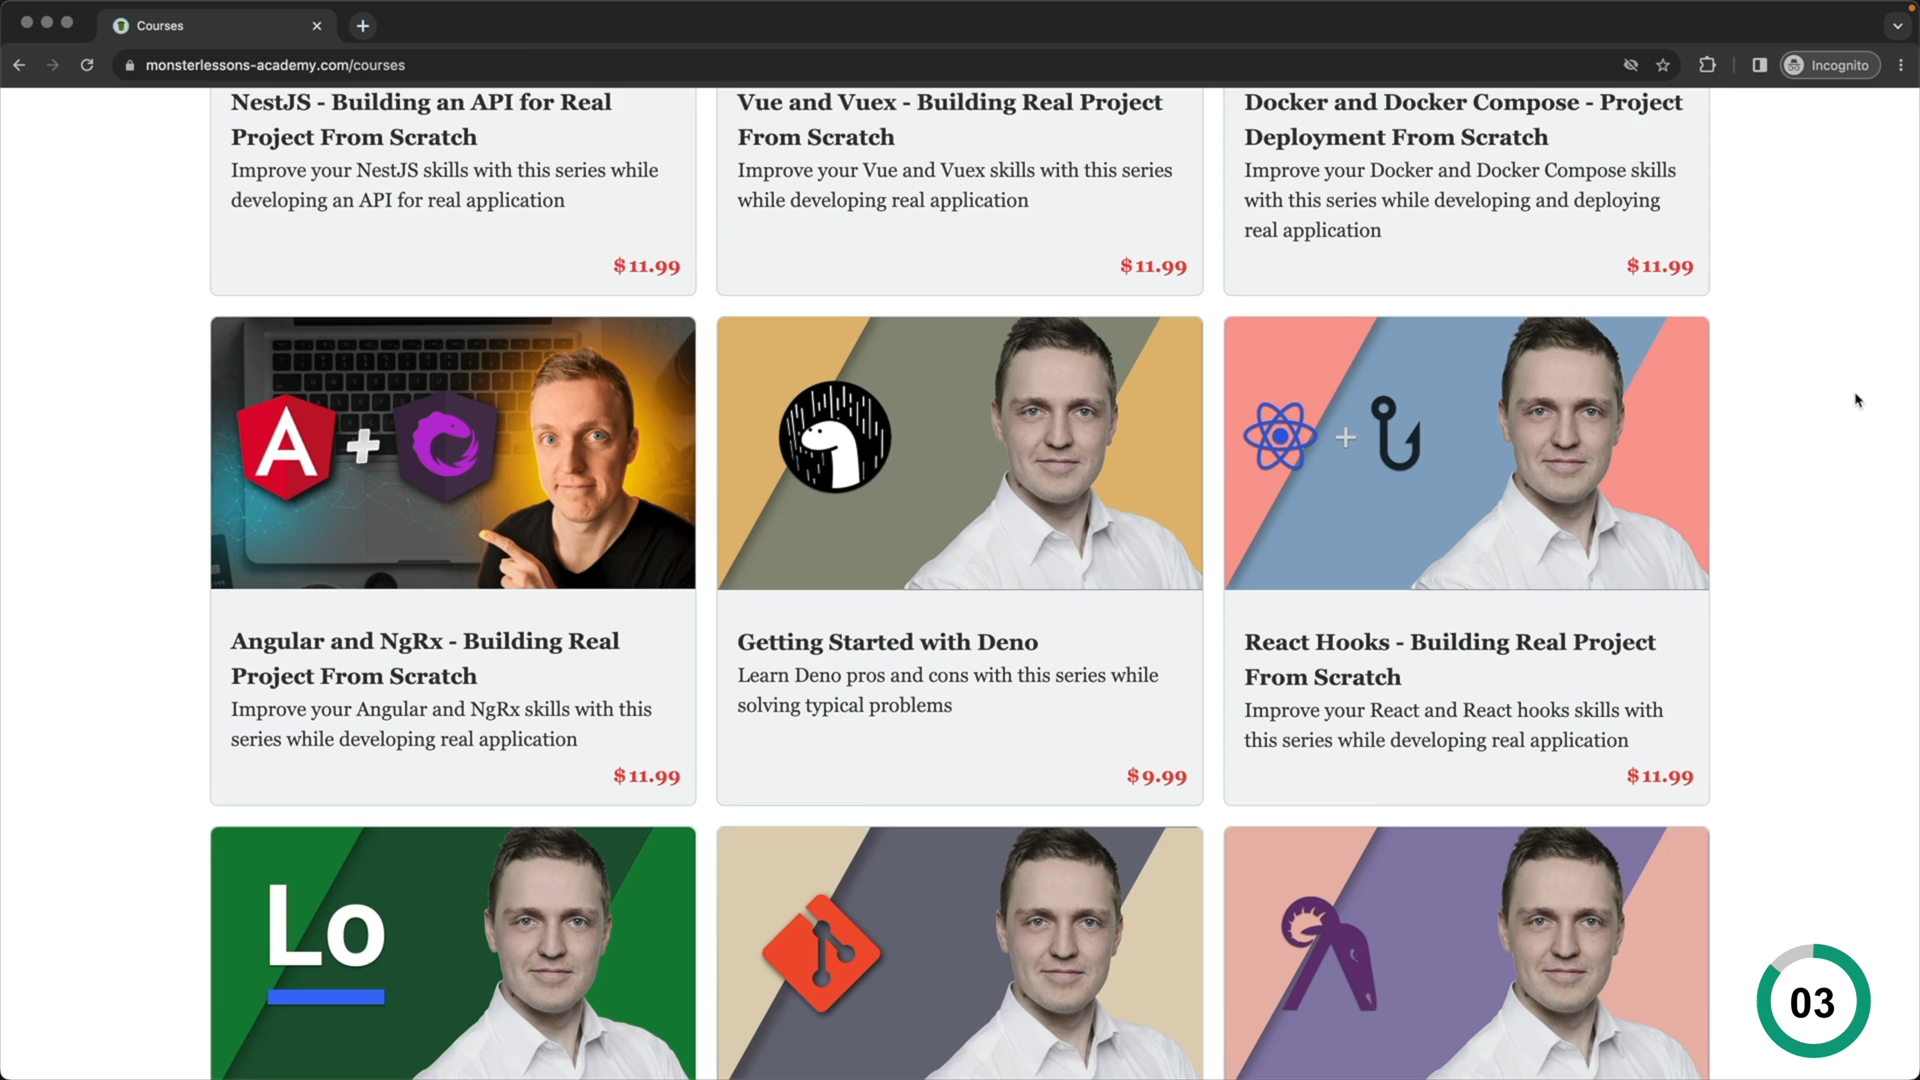 Courses
monsterlessons-academy.com/courses
Incognito
NestJS - Building an API for Real
Project From Scratch
Improve your NestJS skills with this series while
developing an API for real application
$11.99
Vue and Vuex - Building Real Project
From Scratch
Improve your Vue and Vuex skills with this series
while developing real application
$11.99
Docker and Docker Compose - Project
Deployment From Scratch
Improve your Docker and Docker Compose skills
with this series while developing and deploying
real application
$11.99
A
+
Angular and NgRx - Building Real
Project From Scratch
Improve your Angular and NgRx skills with this
series while developing real application
$11.99
Getting Started with Deno
Learn Deno pros and cons with this series while
solving typical problems
$9.99
+
React Hooks - Building Real Project
From Scratch
Improve your React and React hooks skills with
this series while developing real application
$11.99
Lo
03